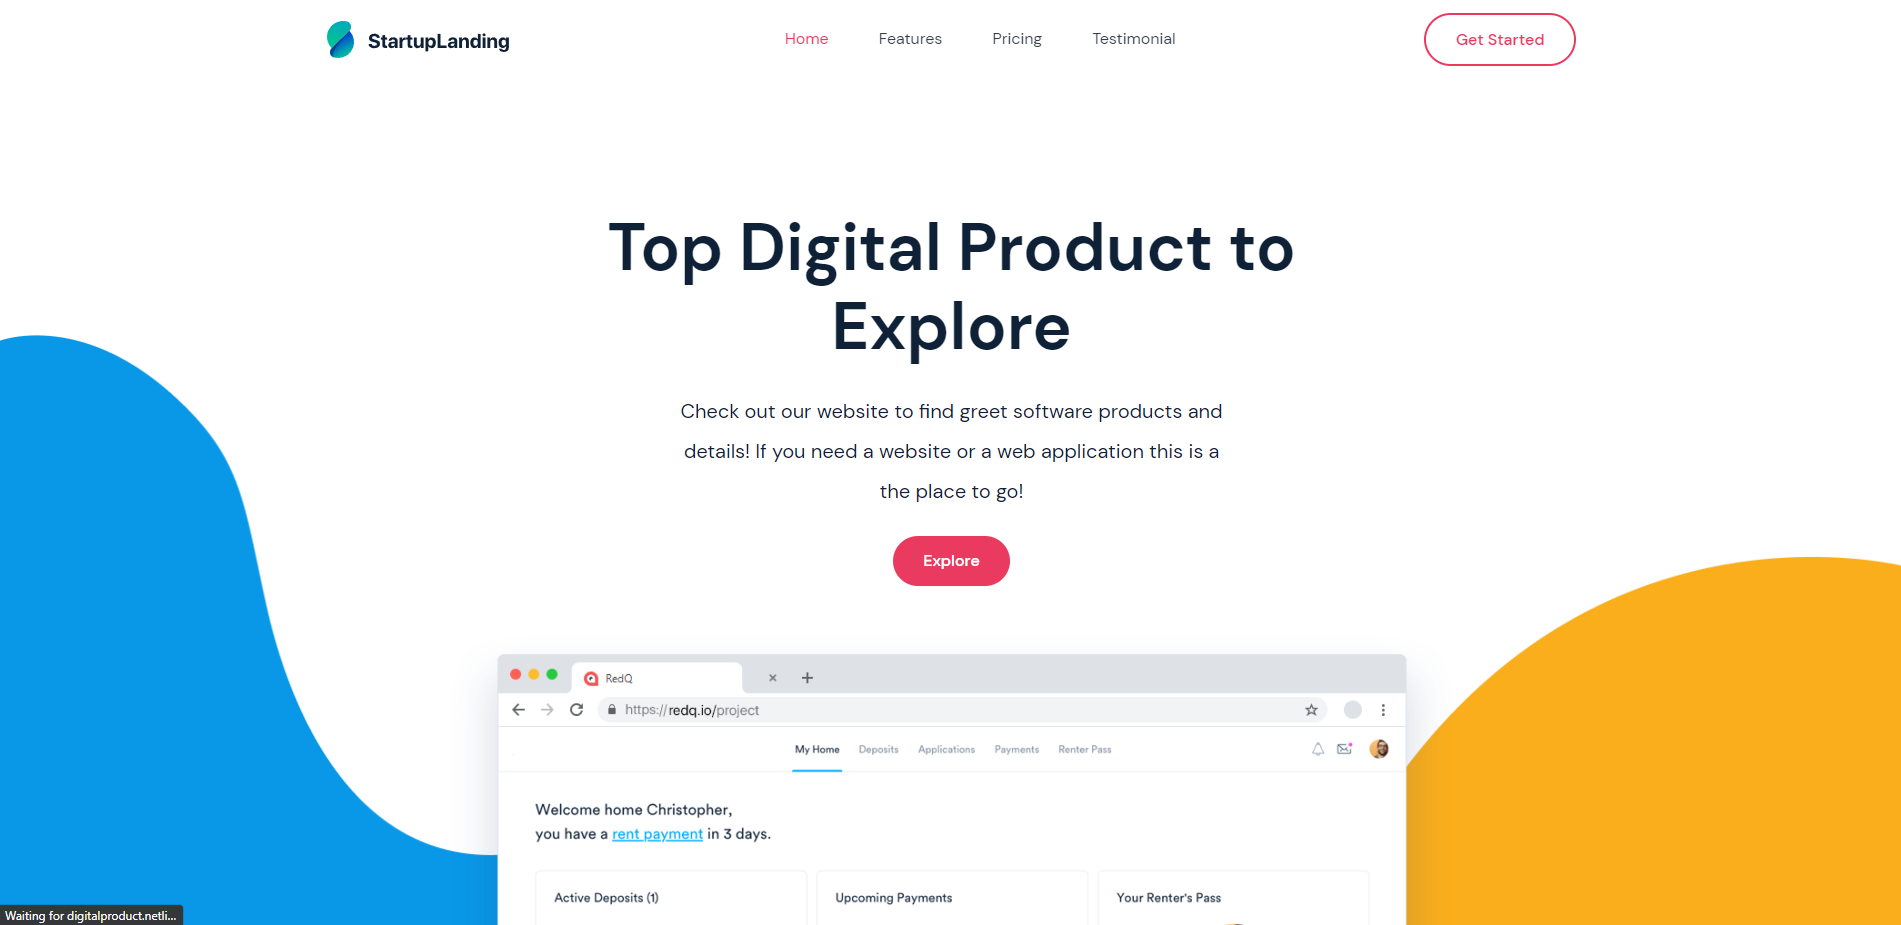 StartupLanding
Home Features Pricing Testimonial
Get Started
Top Digital Product to
Explore
Check out our website to find greet software products and
details! If you need a website or a web application this is a
the place to go!
Explore
RedQ
https://redq.io/project
My Home Deposits Applications Payments Renter Pass
Welcome home Christopher,
you have a rent payment in 3 days.
Active Deposits (1)
Upcoming Payments
Your Renter's Pass
Waiting for digitalproduct.netli...